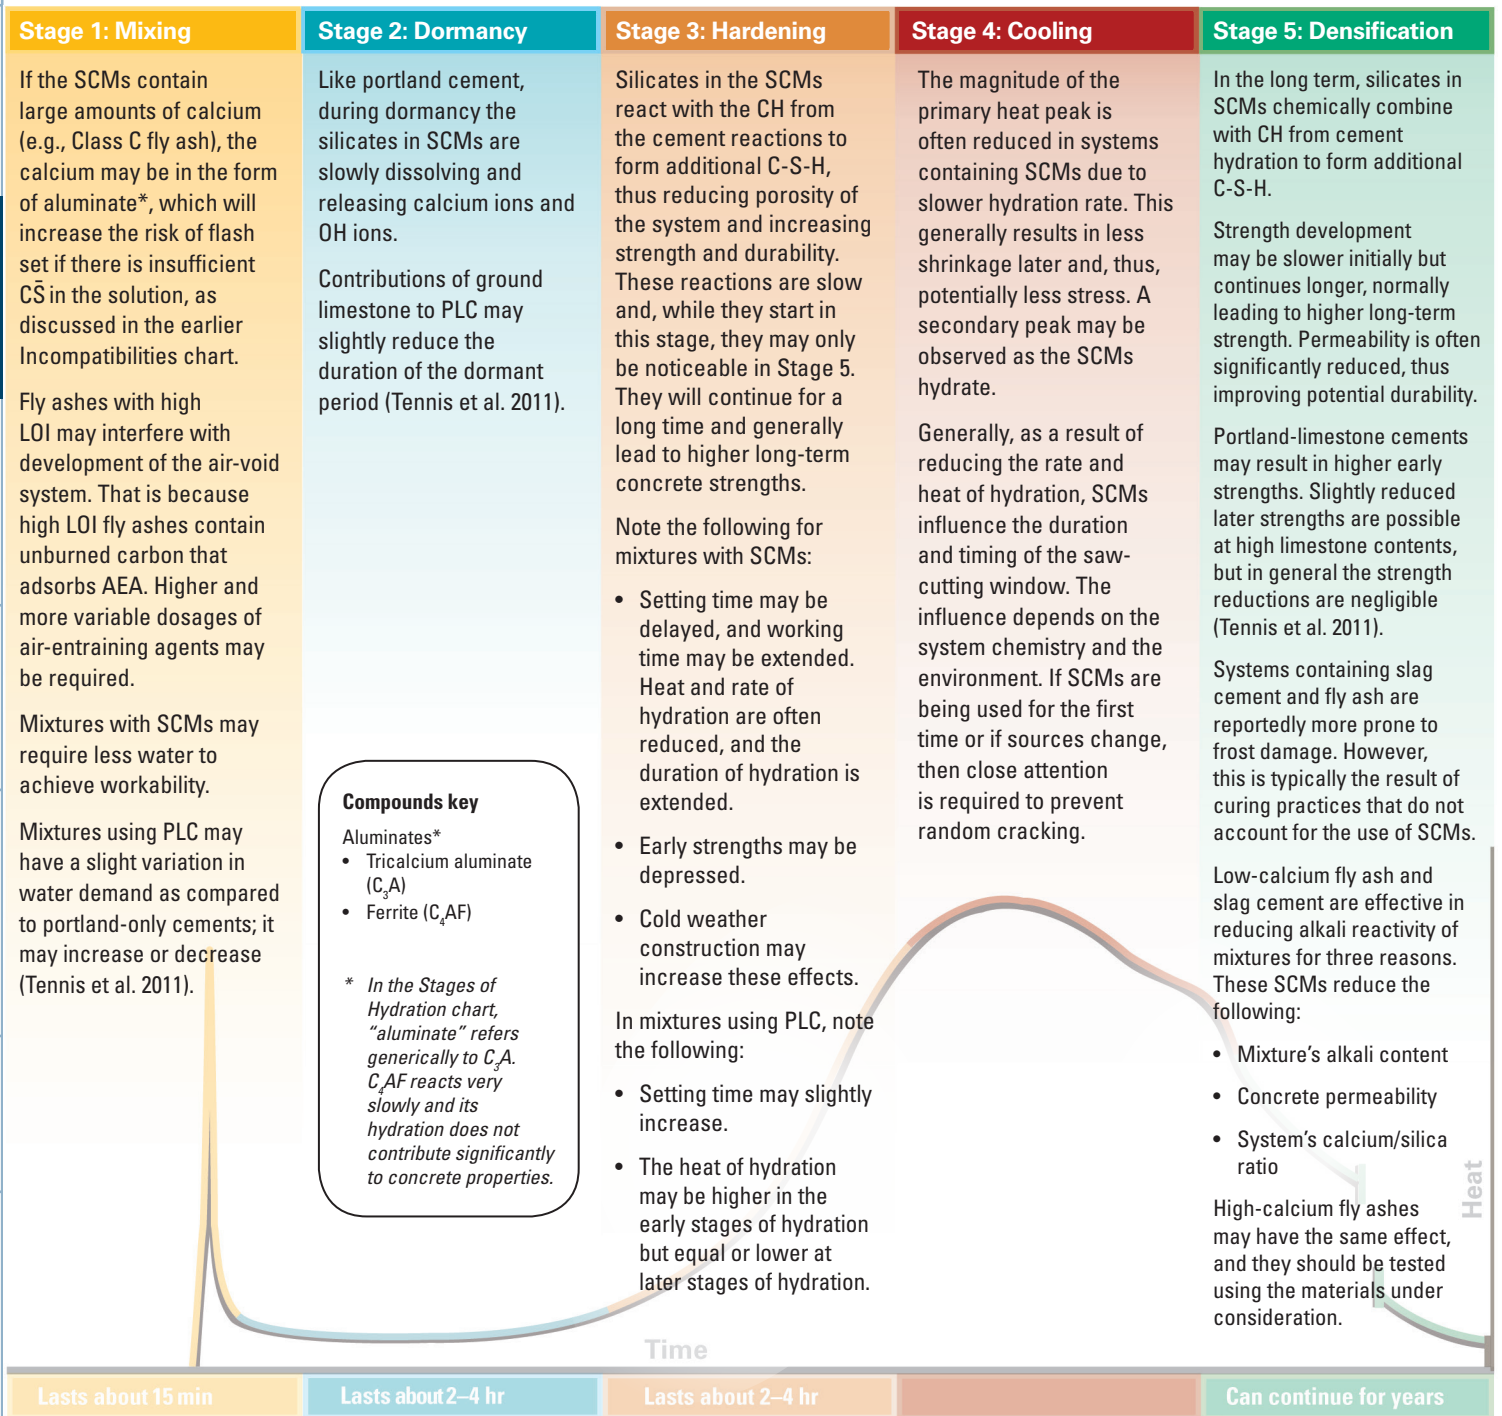 Stage 1: Mixing
If the SCMs contain
large amounts of calcium
(e.g., Class C fly ash), the
calcium may be in the form
of aluminate*, which will
increase the risk of flash
set if there is insufficient
CS̄ in the solution, as
discussed in the earlier
Incompatibilities chart.
Fly ashes with high
LOI may interfere with
development of the air-void
system. That is because
high LOI fly ashes contain
unburned carbon that
adsorbs AEA. Higher and
more variable dosages of
air-entraining agents may
be required.
Mixtures with SCMs may
require less water to
achieve workability.
Mixtures using PLC may
have a slight variation in
water demand as compared
to portland-only cements; it
may increase or decrease
(Tennis et al. 2011).
Lasts about 15 min
Stage 2: Dormancy
Like portland cement,
during dormancy the
silicates in SCMs are
slowly dissolving and
releasing calcium ions and
OH ions.
Contributions of ground
limestone to PLC may
slightly reduce the
duration of the dormant
period (Tennis et al. 2011).
Compounds key
Aluminates*
• Tricalcium aluminate
(C₃A)
• Ferrite (C₄AF)
* In the Stages of
Hydration chart,
“aluminate” refers
generically to C₃A.
C₄AF reacts very
slowly and its
hydration does not
contribute significantly
to concrete properties.
Lasts about 2–4 hr
Stage 3: Hardening
Silicates in the SCMs
react with the CH from
the cement reactions to
form additional C-S-H,
thus reducing porosity of
the system and increasing
strength and durability.
These reactions are slow
and, while they start in
this stage, they may only
be noticeable in Stage 5.
They will continue for a
long time and generally
lead to higher long-term
concrete strengths.
Note the following for
mixtures with SCMs:
• Setting time may be
delayed, and working
time may be extended.
Heat and rate of
hydration are often
reduced, and the
duration of hydration is
extended.
• Early strengths may be
depressed.
• Cold weather
construction may
increase these effects.
In mixtures using PLC, note
the following:
• Setting time may slightly
increase.
• The heat of hydration
may be higher in the
early stages of hydration
but equal or lower at
later stages of hydration.
Time
Lasts about 2–4 hr
Stage 4: Cooling
The magnitude of the
primary heat peak is
often reduced in systems
containing SCMs due to
slower hydration rate. This
generally results in less
shrinkage later and, thus,
potentially less stress. A
secondary peak may be
observed as the SCMs
hydrate.
Generally, as a result of
reducing the rate and
heat of hydration, SCMs
influence the duration
and timing of the saw-
cutting window. The
influence depends on the
system chemistry and the
environment. If SCMs are
being used for the first
time or if sources change,
then close attention
is required to prevent
random cracking.
Stage 5: Densification
In the long term, silicates in
SCMs chemically combine
with CH from cement
hydration to form additional
C-S-H.
Strength development
may be slower initially but
continues longer, normally
leading to higher long-term
strength. Permeability is often
significantly reduced, thus
improving potential durability.
Portland-limestone cements
may result in higher early
strengths. Slightly reduced
later strengths are possible
at high limestone contents,
but in general the strength
reductions are negligible
(Tennis et al. 2011).
Systems containing slag
cement and fly ash are
reportedly more prone to
frost damage. However,
this is typically the result of
curing practices that do not
account for the use of SCMs.
Low-calcium fly ash and
slag cement are effective in
reducing alkali reactivity of
mixtures for three reasons.
These SCMs reduce the
following:
• Mixture’s alkali content
• Concrete permeability
• System’s calcium/silica
ratio
High-calcium fly ashes
may have the same effect,
and they should be tested
using the materials under
consideration.
Heat
Can continue for years